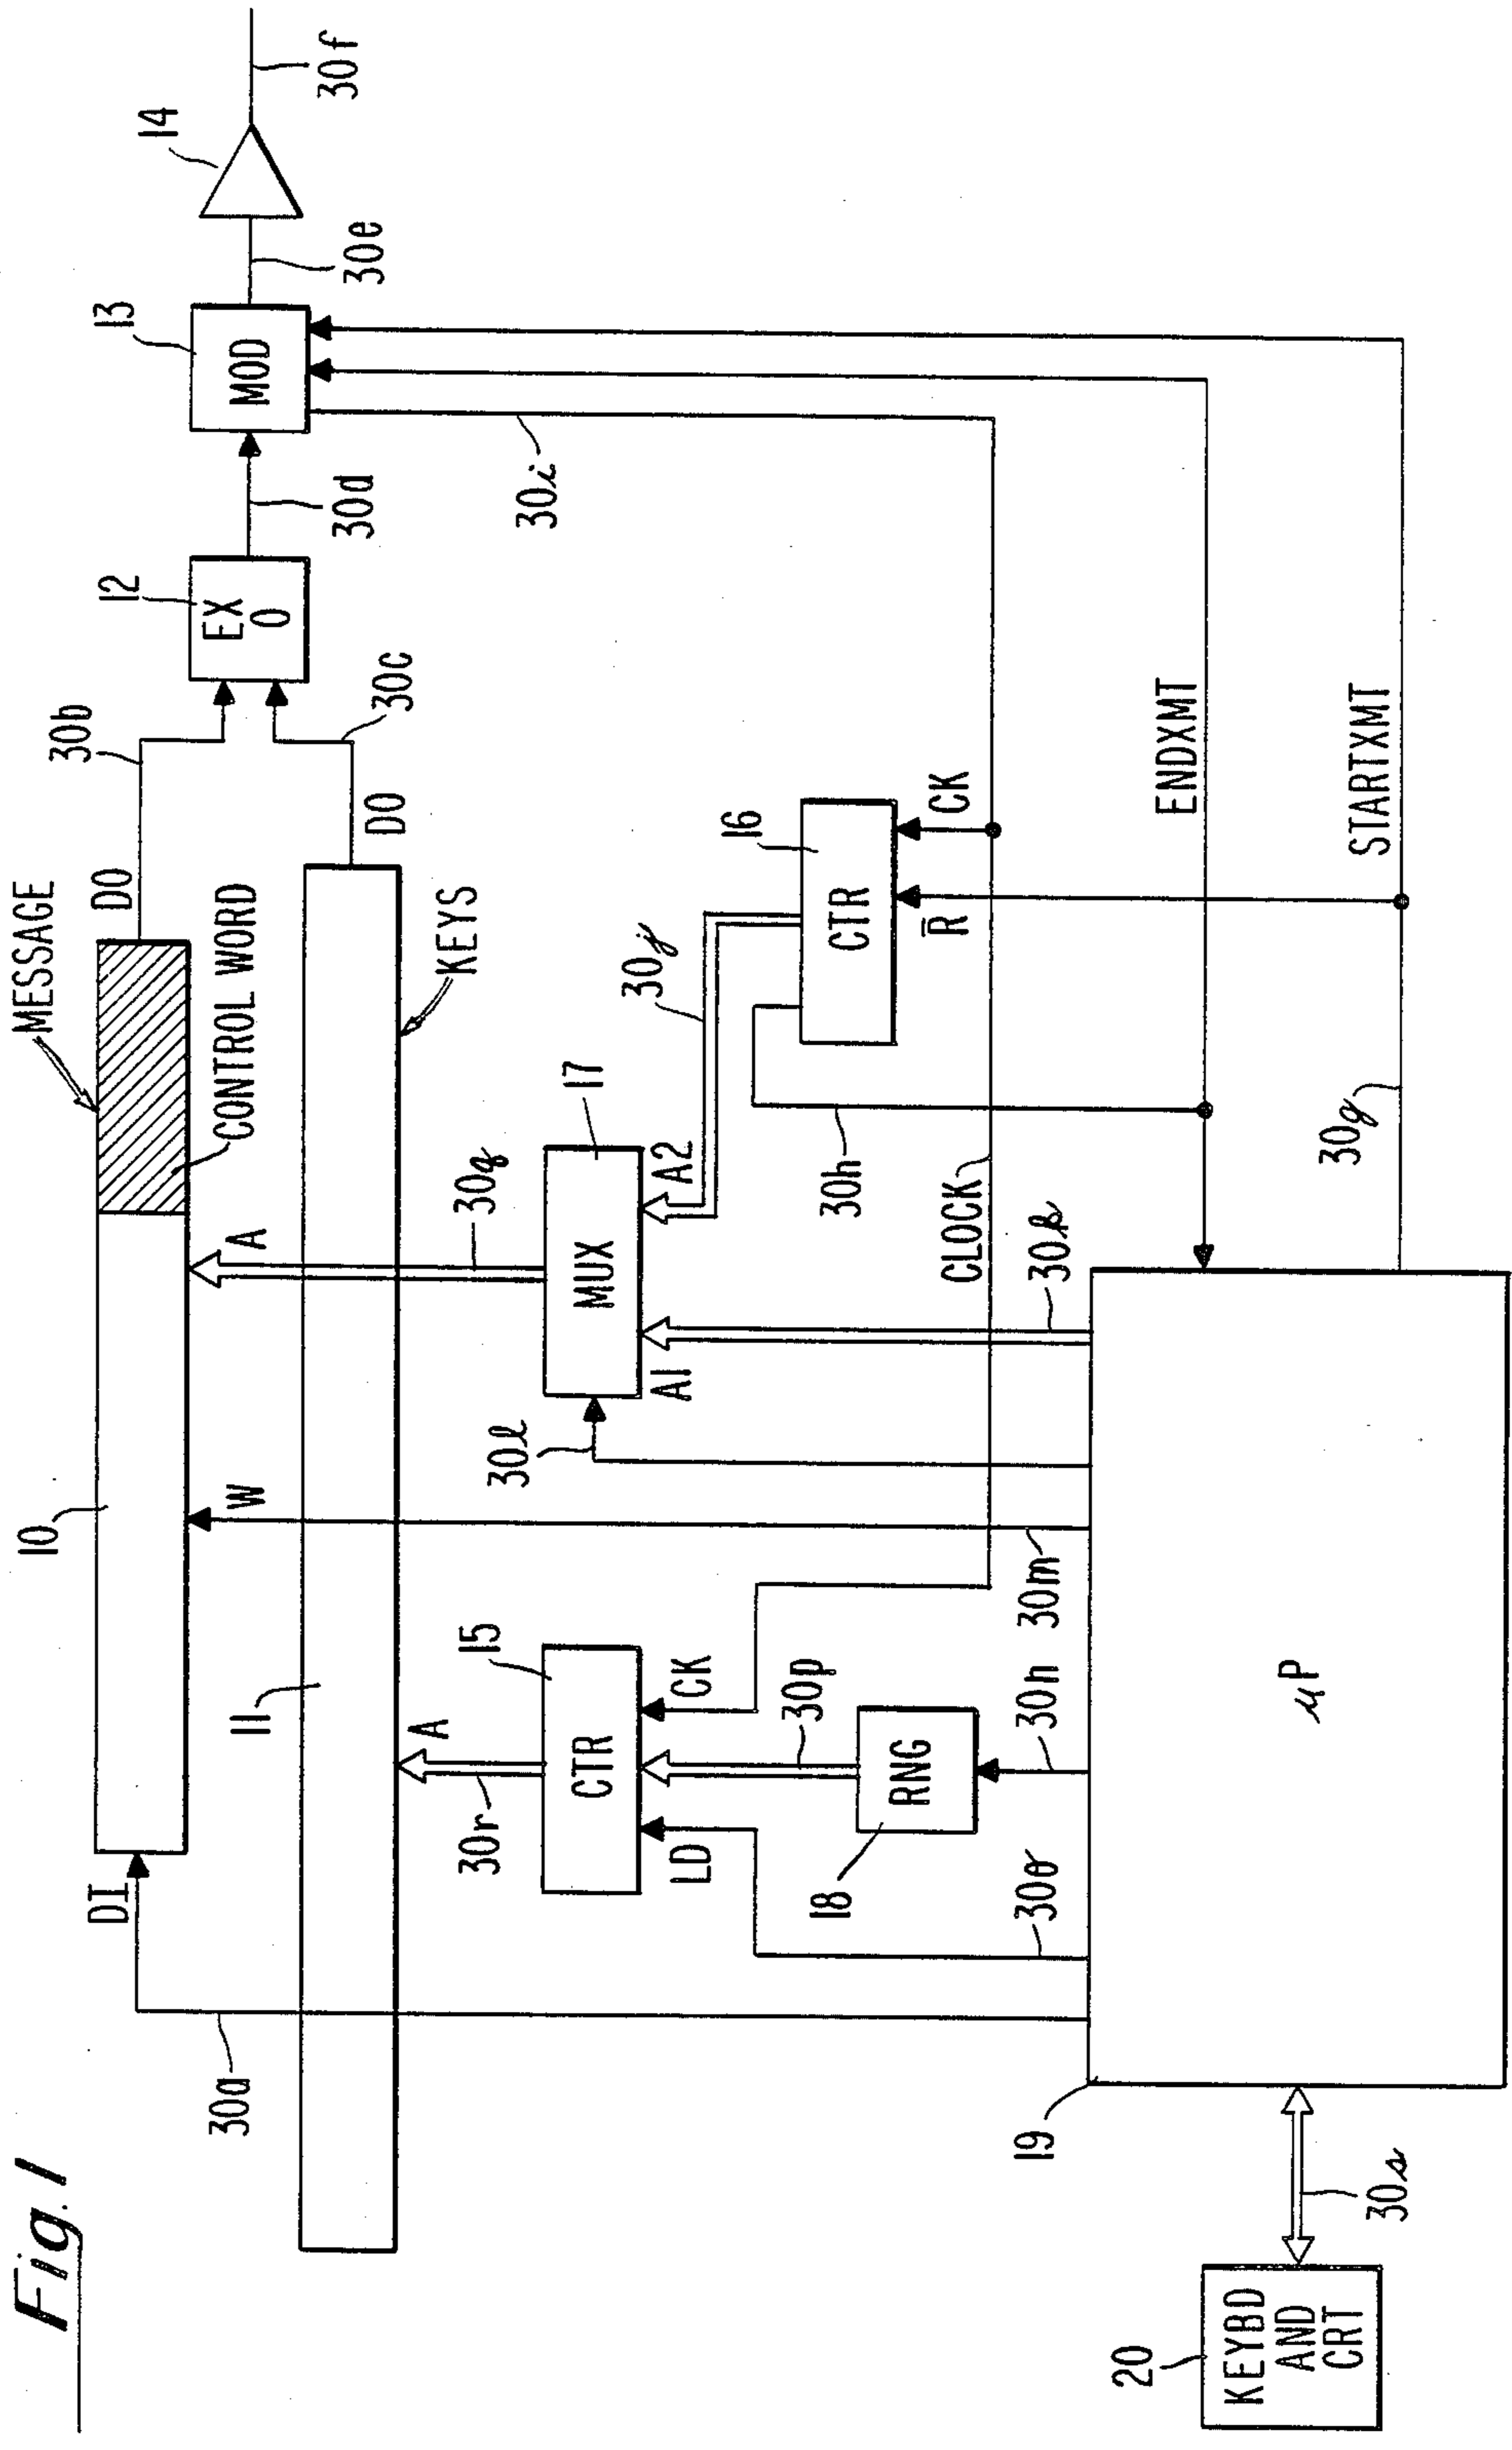 Fig. 1
MESSAGE
CONTROL WORD
10
DI
DO
W
A
30a
30b
11
KEYS
DO
30c
A
12
EX
O
30d
13
MOD
30e
14
30f
30i
15
CTR
30r
LD
CK
30p
18
RNG
30n
30o
30m
17
MUX
30q
30l
A1
A2
30k
30j
16
CTR
R̄
CK
30h
CLOCK
ENDXMT
STARTXMT
30g
19
μP
20
KEYBD
AND
CRT
30s